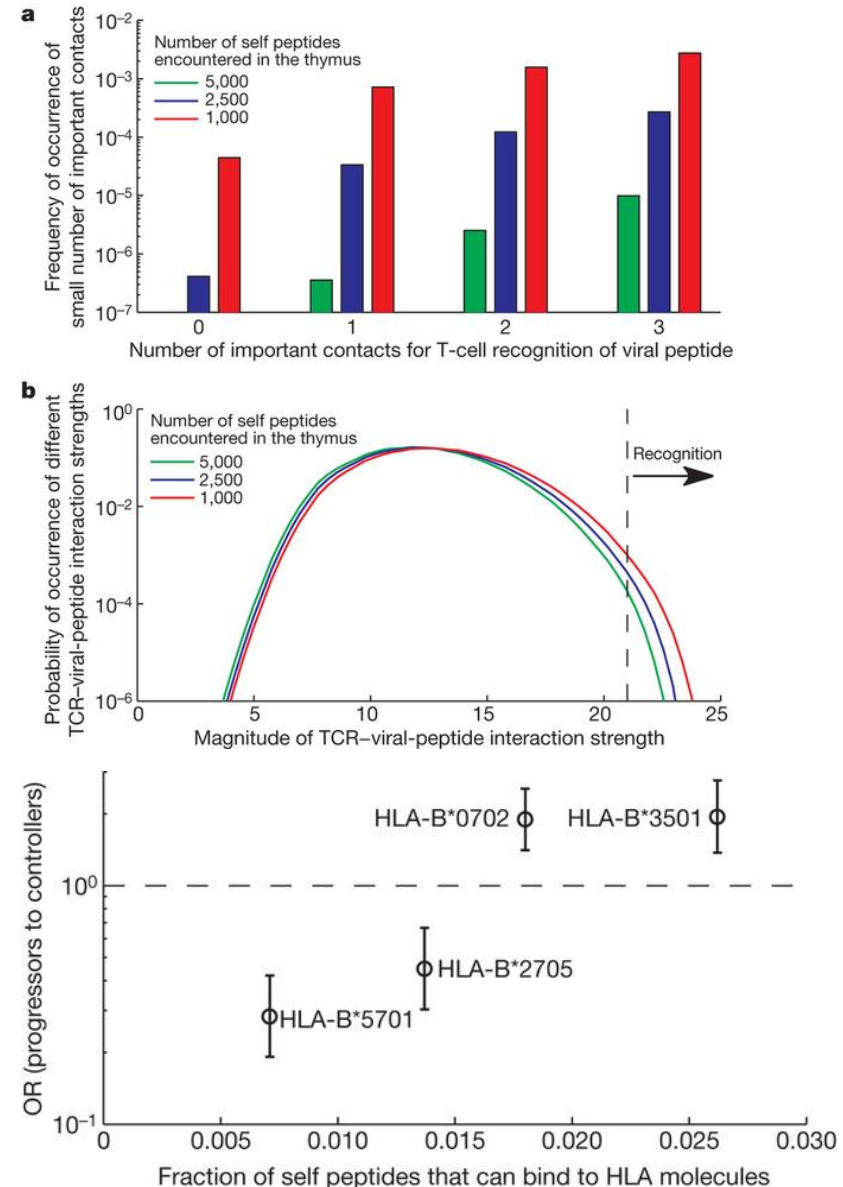 a
Frequency of occurrence of
small number of important contacts
10⁻²
10⁻³
10⁻⁴
10⁻⁵
10⁻⁶
10⁻⁷
Number of self peptides
encountered in the thymus
5,000
2,500
1,000
0 1 2 3
Number of important contacts for T-cell recognition of viral peptide
b
Probability of occurrence of different
TCR–viral-peptide interaction strengths
10⁰
10⁻²
10⁻⁴
10⁻⁶
Number of self peptides
encountered in the thymus
5,000
2,500
1,000
Recognition
0 5 10 15 20 25
Magnitude of TCR–viral-peptide interaction strength
OR (progressors to controllers)
10⁰
10⁻¹
HLA-B*0702
HLA-B*3501
HLA-B*2705
HLA-B*5701
0 0.005 0.010 0.015 0.020 0.025 0.030
Fraction of self peptides that can bind to HLA molecules